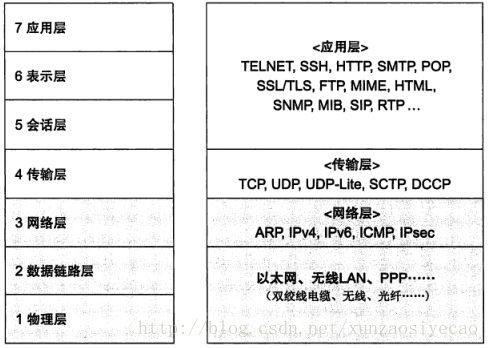 7 应用层
6 表示层
5 会话层
4 传输层
3 网络层
2 数据链路层
1 物理层
<应用层>
TELNET, SSH, HTTP, SMTP, POP,
SSL/TLS, FTP, MIME, HTML,
SNMP, MIB, SIP, RTP ...
<传输层>
TCP, UDP, UDP-Lite, SCTP, DCCP
<网络层>
ARP, IPv4, IPv6, ICMP, IPsec
以太网、无线LAN、PPP……
（双绞线电缆、无线、光纤……）
http://blog.csdn.net/xunzaosiyecao